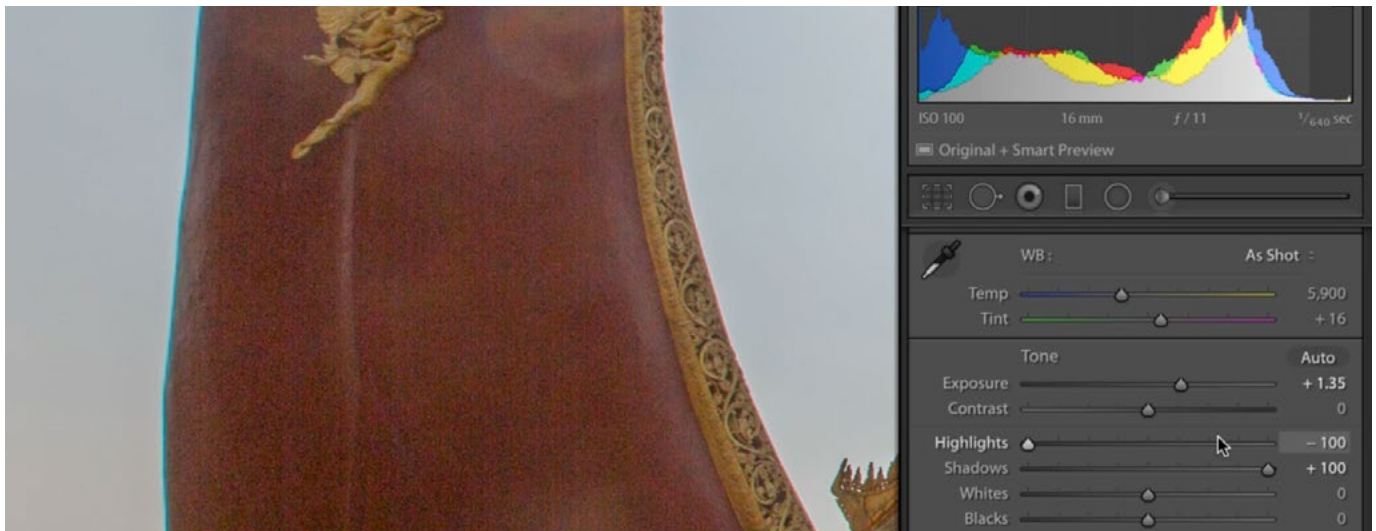 ISO 100 16 mm ƒ / 11 1/640 sec
Original + Smart Preview
WB : As Shot
Temp 5,900
Tint + 16
Tone Auto
Exposure + 1.35
Contrast 0
Highlights – 100
Shadows + 100
Whites 0
Blacks 0